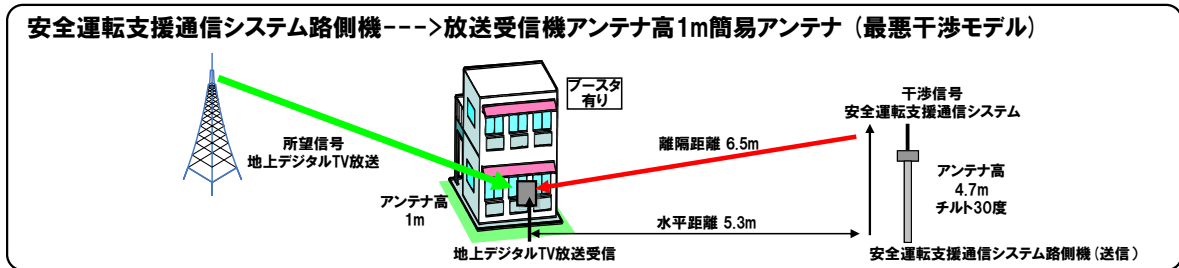 安全運転支援通信システム路側機--->放送受信機アンテナ高1m簡易アンテナ (最悪干渉モデル)
ブースタ
有り
干渉信号
安全運転支援通信システム
所望信号
地上デジタルTV放送
離隔距離 6.5m
アンテナ高
4.7m
チルト30度
アンテナ高
1m
水平距離 5.3m
地上デジタルTV放送受信
安全運転支援通信システム路側機(送信)